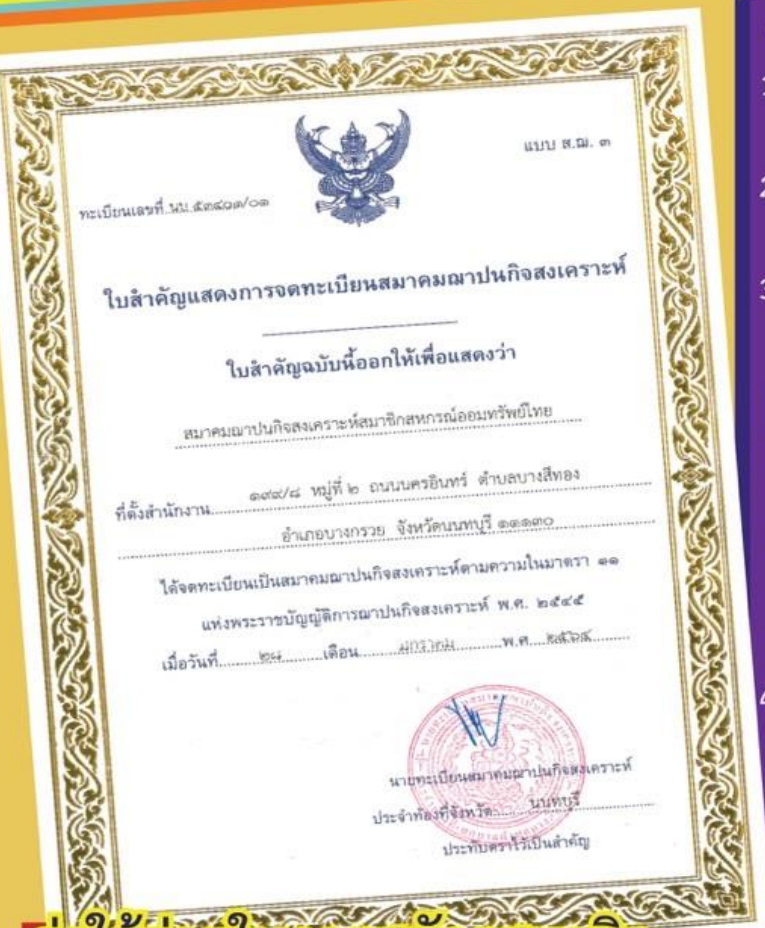 แบบ ส.ฌ. ๓
ทะเบียนเลขที่ นบ
ใบสำคัญแสดงการจดทะเบียนสมาคมฌาปนกิจสงเคราะห์
ใบสำคัญฉบับนี้ออกให้เพื่อแสดงว่า
สมาคมฌาปนกิจสงเคราะห์สมาชิกสหกรณ์ออมทรัพย์ไทย
ที่ตั้งสำนักงาน ๑๙๙/๘ หมู่ที่ ๒ ถนนนครอินทร์ ตำบลบางสีทอง
อำเภอบางกรวย จังหวัดนนทบุรี ๑๑๑๓๐
ได้จดทะเบียนเป็นสมาคมฌาปนกิจสงเคราะห์ตามความในมาตรา ๑๑
แห่งพระราชบัญญัติการฌาปนกิจสงเคราะห์ พ.ศ. ๒๕๔๕
เมื่อวันที่ ๒๘ เดือน มกราคม พ.ศ. ๒๕๖๔
นายทะเบียนสมาคมฌาปนกิจสงเคราะห์
ประจำท้องที่จังหวัด นนทบุรี
ประทับตราไว้เป็นสำคัญ